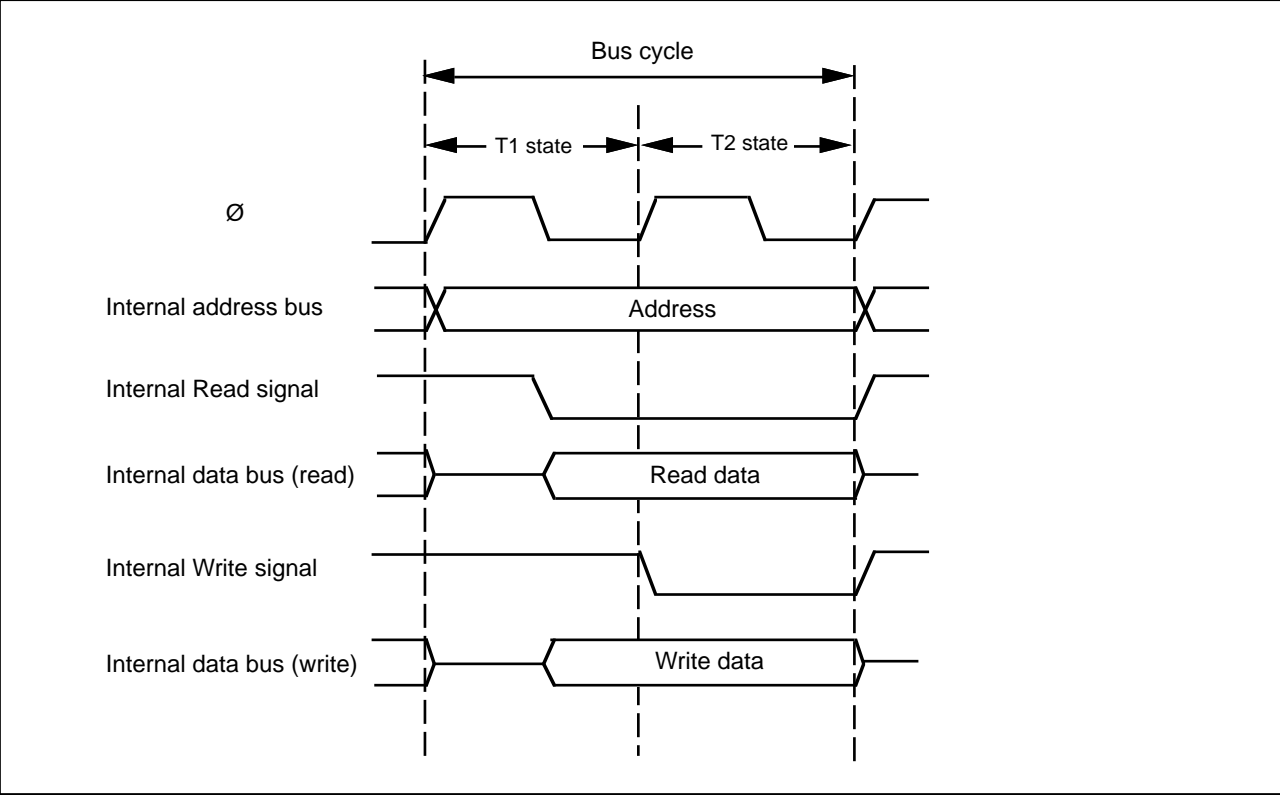 Bus cycle
T1 state
T2 state
Ø
Internal address bus
Address
Internal Read signal
Internal data bus (read)
Read data
Internal Write signal
Internal data bus (write)
Write data